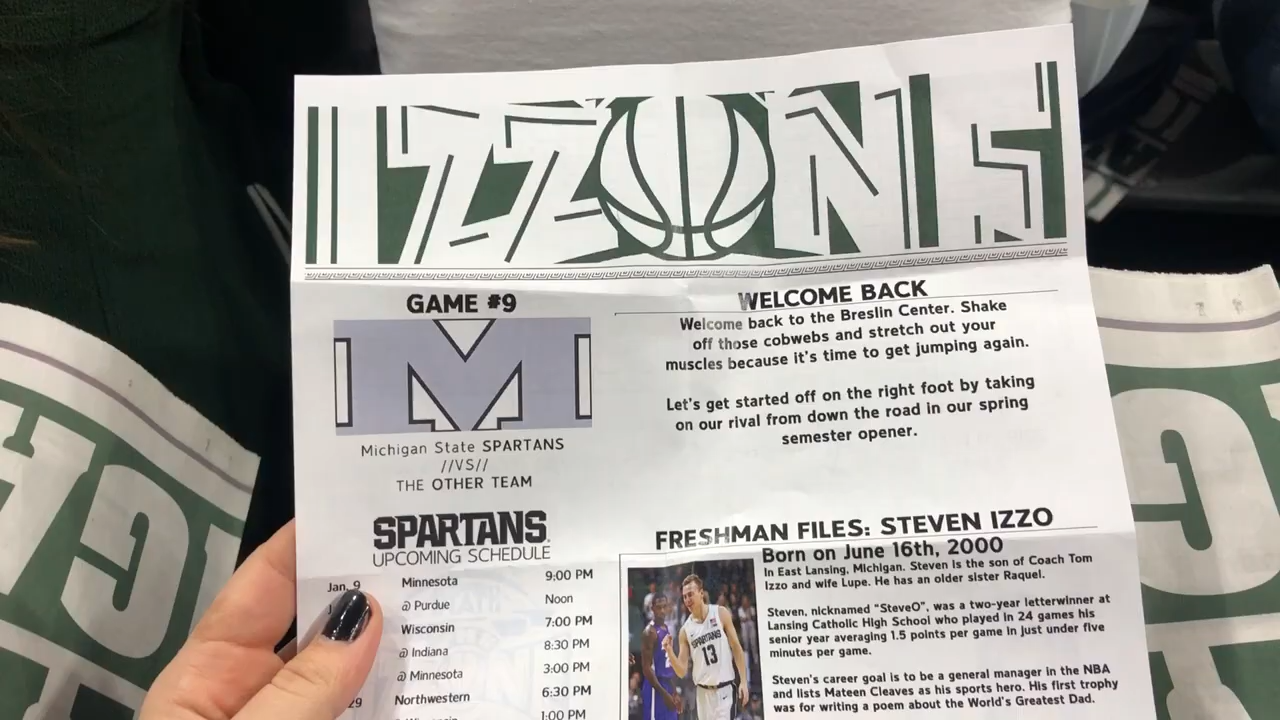 IZZONES
GAME #9
M
Michigan State SPARTANS
//VS//
THE OTHER TEAM
SPARTANS
UPCOMING SCHEDULE
Jan. 9 Minnesota 9:00 PM
@ Purdue Noon
Wisconsin 7:00 PM
@ Indiana 8:30 PM
@ Minnesota 3:00 PM
29 Northwestern 6:30 PM
@ Wisconsin 1:00 PM
WELCOME BACK
Welcome back to the Breslin Center. Shake
off those cobwebs and stretch out your
muscles because it's time to get jumping again.
Let's get started off on the right foot by taking
on our rival from down the road in our spring
semester opener.
FRESHMAN FILES: STEVEN IZZO
Born on June 16th, 2000
In East Lansing, Michigan. Steven is the son of Coach Tom
Izzo and wife Lupe. He has an older sister Raquel.
Steven, nicknamed "SteveO", was a two-year letterwinner at
Lansing Catholic High School who played in 24 games his
senior year averaging 1.5 points per game in just under five
minutes per game.
Steven's career goal is to be a general manager in the NBA
and lists Mateen Cleaves as his sports hero. His first trophy
was for writing a poem about the World's Greatest Dad.
SPARTANS
13